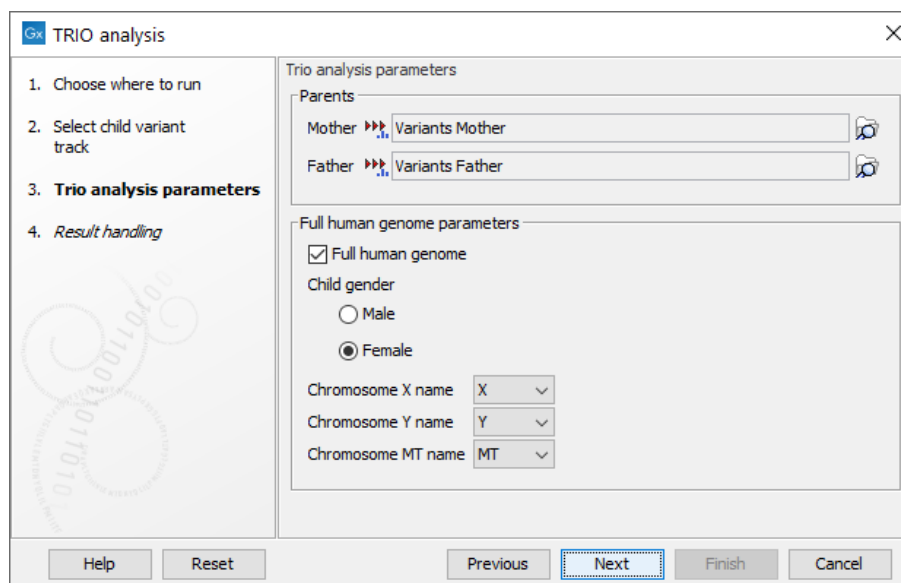 Gx TRIO analysis
1. Choose where to run
2. Select child variant
track
3. Trio analysis parameters
4. Result handling
Trio analysis parameters
Parents
Mother Variants Mother
Father Variants Father
Full human genome parameters
Full human genome
Child gender
Male
Female
Chromosome X name X
Chromosome Y name Y
Chromosome MT name MT
Help Reset Previous Next Finish Cancel